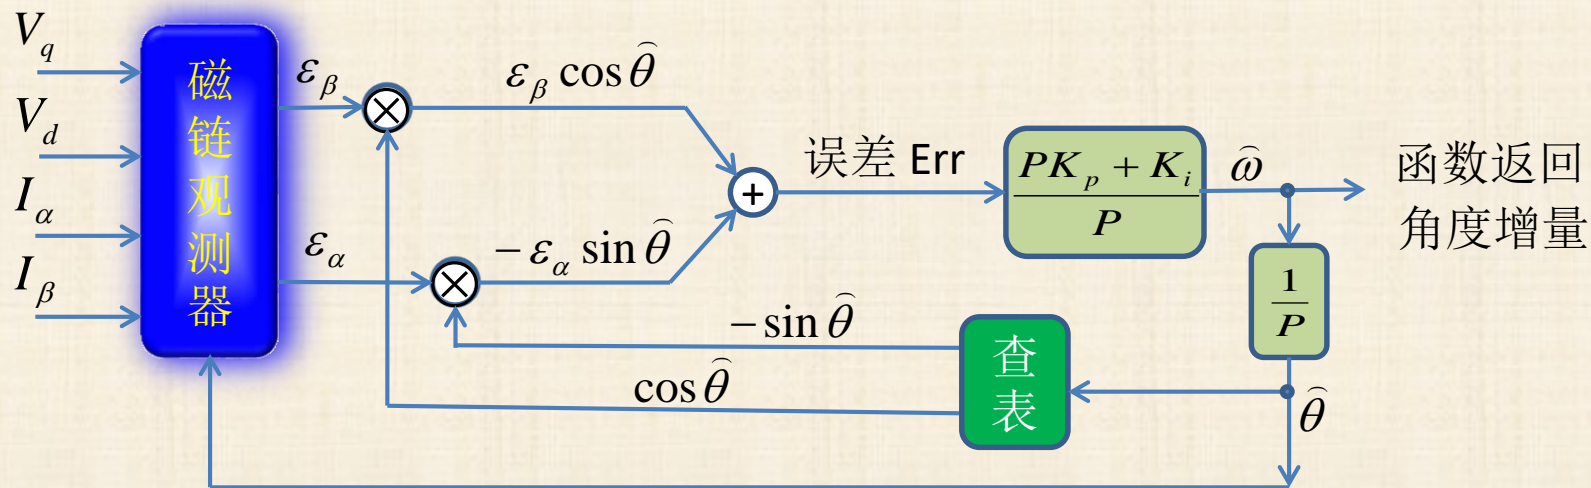 V_q
V_d
I_α
I_β
磁链观测器
ε_β
ε_α
×
×
ε_β cos θ̂
-ε_α sin θ̂
+
误差 Err
PK_p + K_i
P
ω̂
函数返回
角度增量
1
P
-sin θ̂
cos θ̂
查表
θ̂